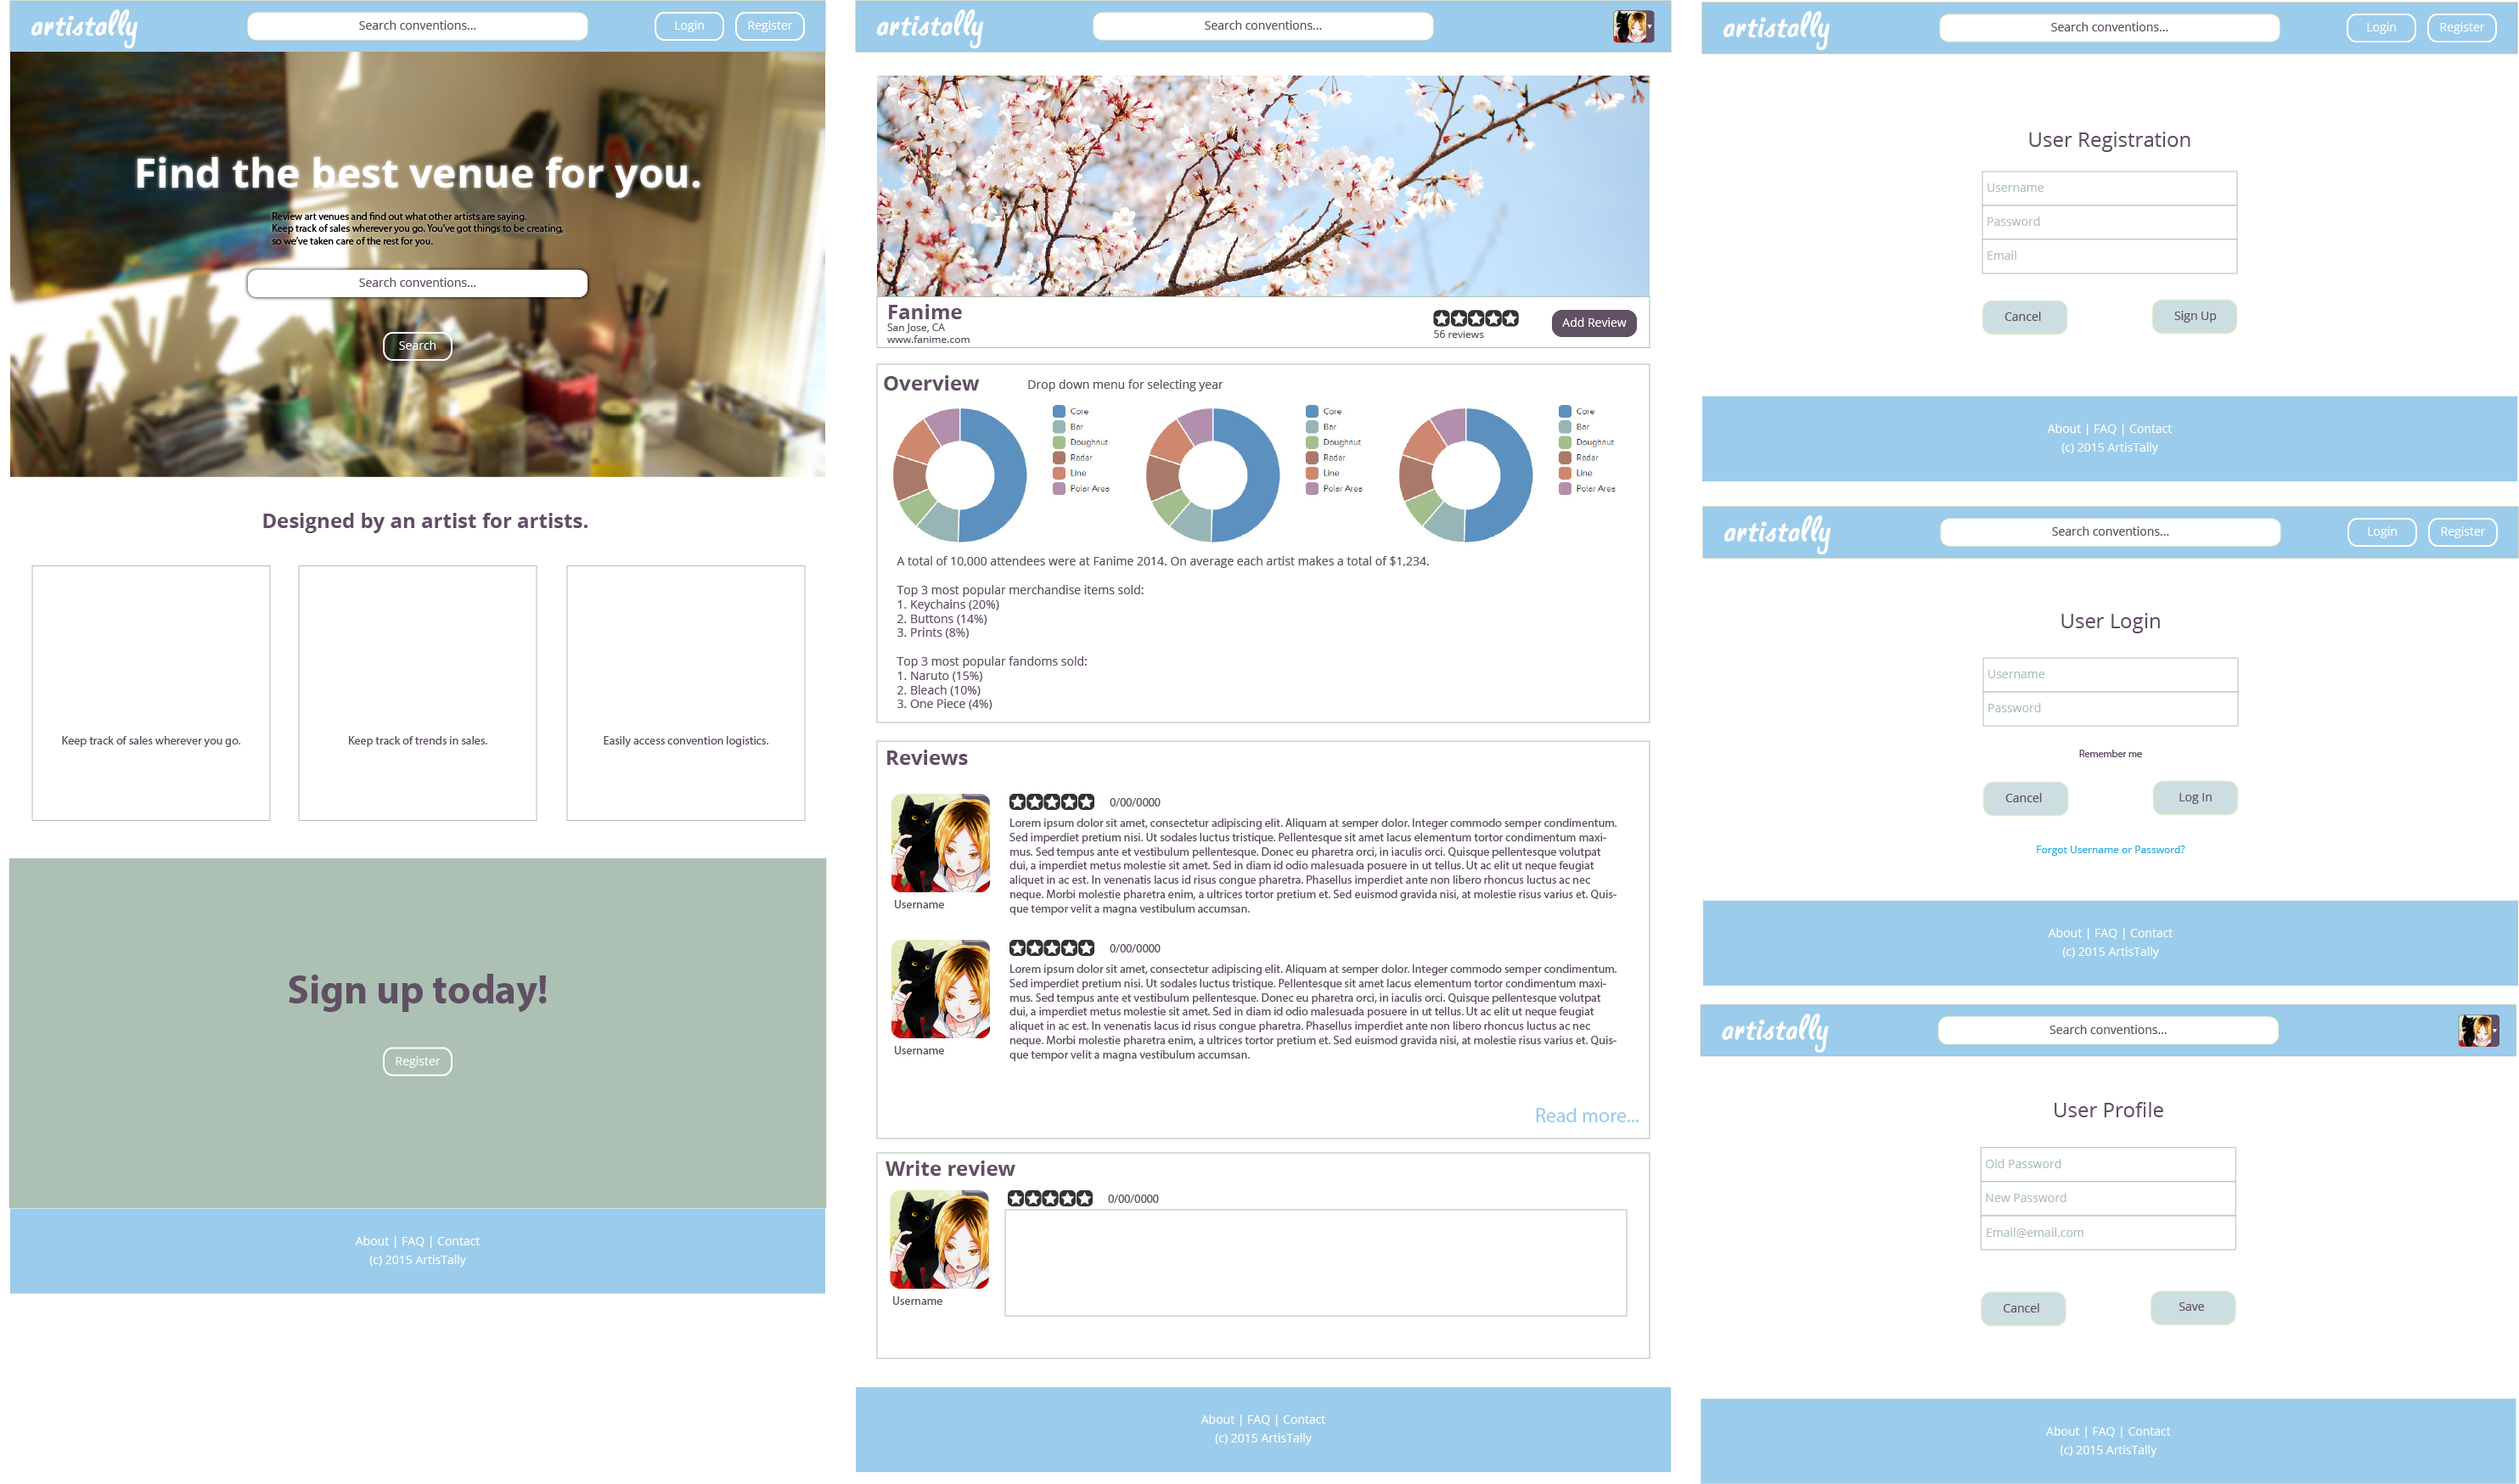 artistally
Search conventions...
Login
Register
Find the best venue for you.
Review art venues and find out what other artists are saying.
Keep track of sales wherever you go. You've got things to be creating,
so we've taken care of the rest for you.
Search conventions...
Search
Designed by an artist for artists.
Keep track of sales wherever you go.
Keep track of trends in sales.
Easily access convention logistics.
Sign up today!
Register
About | FAQ | Contact
(c) 2015 ArtisTally
artistally
Search conventions...
Fanime
San Jose, CA
www.fanime.com
56 reviews
Add Review
Overview
Drop down menu for selecting year
Core
Bar
Doughnut
Radar
Line
Polar Area
Core
Bar
Doughnut
Radar
Line
Polar Area
Core
Bar
Doughnut
Radar
Line
Polar Area
A total of 10,000 attendees were at Fanime 2014. On average each artist makes a total of $1,234.
Top 3 most popular merchandise items sold:
1. Keychains (20%)
2. Buttons (14%)
3. Prints (8%)
Top 3 most popular fandoms sold:
1. Naruto (15%)
2. Bleach (10%)
3. One Piece (4%)
Reviews
0/00/0000
Lorem ipsum dolor sit amet, consectetur adipiscing elit. Aliquam at semper dolor. Integer commodo semper condimentum.
Sed imperdiet pretium nisi. Ut sodales luctus tristique. Pellentesque sit amet lacus elementum tortor condimentum maxi-
mus. Sed tempus ante et vestibulum pellentesque. Donec eu pharetra orci, in iaculis orci. Quisque pellentesque volutpat
dui, a imperdiet metus molestie sit amet. Sed in diam id odio malesuada posuere in ut tellus. Ut ac elit ut neque feugiat
aliquet in ac est. In venenatis lacus id risus congue pharetra. Phasellus imperdiet ante non libero rhoncus luctus ac nec
neque. Morbi molestie pharetra enim, a ultrices tortor pretium et. Sed euismod gravida nisi, at molestie risus varius et. Quis-
que tempor velit a magna vestibulum accumsan.
Username
0/00/0000
Lorem ipsum dolor sit amet, consectetur adipiscing elit. Aliquam at semper dolor. Integer commodo semper condimentum.
Sed imperdiet pretium nisi. Ut sodales luctus tristique. Pellentesque sit amet lacus elementum tortor condimentum maxi-
mus. Sed tempus ante et vestibulum pellentesque. Donec eu pharetra orci, in iaculis orci. Quisque pellentesque volutpat
dui, a imperdiet metus molestie sit amet. Sed in diam id odio malesuada posuere in ut tellus. Ut ac elit ut neque feugiat
aliquet in ac est. In venenatis lacus id risus congue pharetra. Phasellus imperdiet ante non libero rhoncus luctus ac nec
neque. Morbi molestie pharetra enim, a ultrices tortor pretium et. Sed euismod gravida nisi, at molestie risus varius et. Quis-
que tempor velit a magna vestibulum accumsan.
Username
Read more...
Write review
0/00/0000
Username
About | FAQ | Contact
(c) 2015 ArtisTally
artistally
Search conventions...
Login
Register
User Registration
Username
Password
Email
Cancel
Sign Up
About | FAQ | Contact
(c) 2015 ArtisTally
artistally
Search conventions...
Login
Register
User Login
Username
Password
Remember me
Cancel
Log In
Forgot Username or Password?
About | FAQ | Contact
(c) 2015 ArtisTally
artistally
Search conventions...
User Profile
Old Password
New Password
Email@email.com
Cancel
Save
About | FAQ | Contact
(c) 2015 ArtisTally